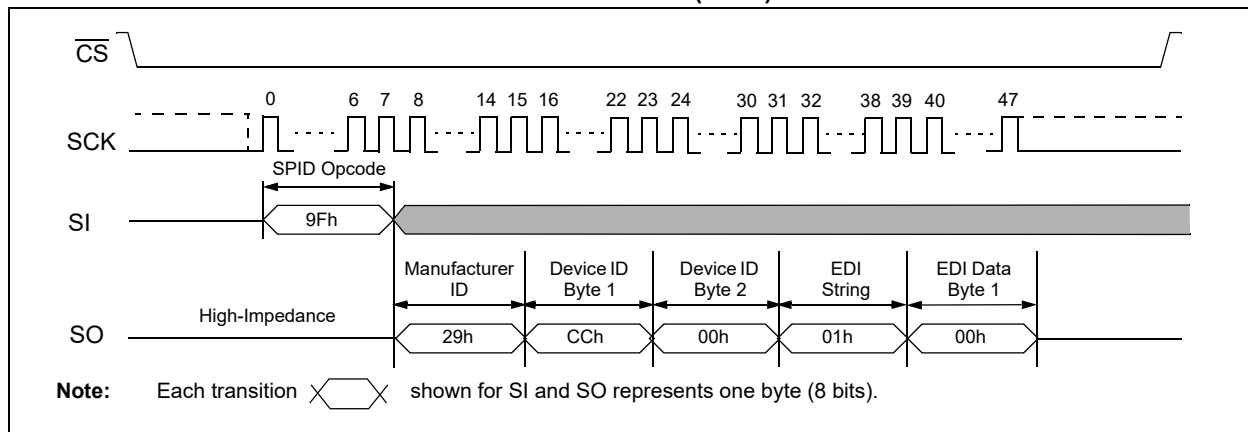 CS
0 6 7 8 14 15 16 22 23 24 30 31 32 38 39 40 47
SCK
SPID Opcode
SI
9Fh
Manufacturer ID
Device ID Byte 1
Device ID Byte 2
EDI String
EDI Data Byte 1
High-Impedance
SO
29h CCh 00h 01h 00h
Note: Each transition shown for SI and SO represents one byte (8 bits).